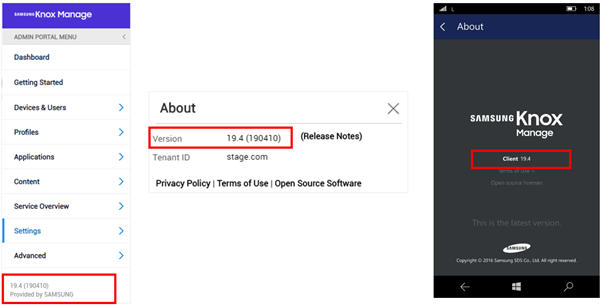 SAMSUNG Knox Manage
ADMIN PORTAL MENU
Dashboard
Getting Started
Devices & Users
Profiles
Applications
Content
Service Overview
Settings
Advanced
19.4 (190410)
Provided by SAMSUNG
About
Version 19.4 (190410) (Release Notes)
Tenant ID stage.com
Privacy Policy | Terms of Use | Open Source Software
L 1:08
About
SAMSUNG Knox
Manage
Client 19.4
Terms of Use
Open source license
This is the latest version.
SAMSUNG
Copyright © 2016 Samsung SDS Co., Ltd. All right reserved.